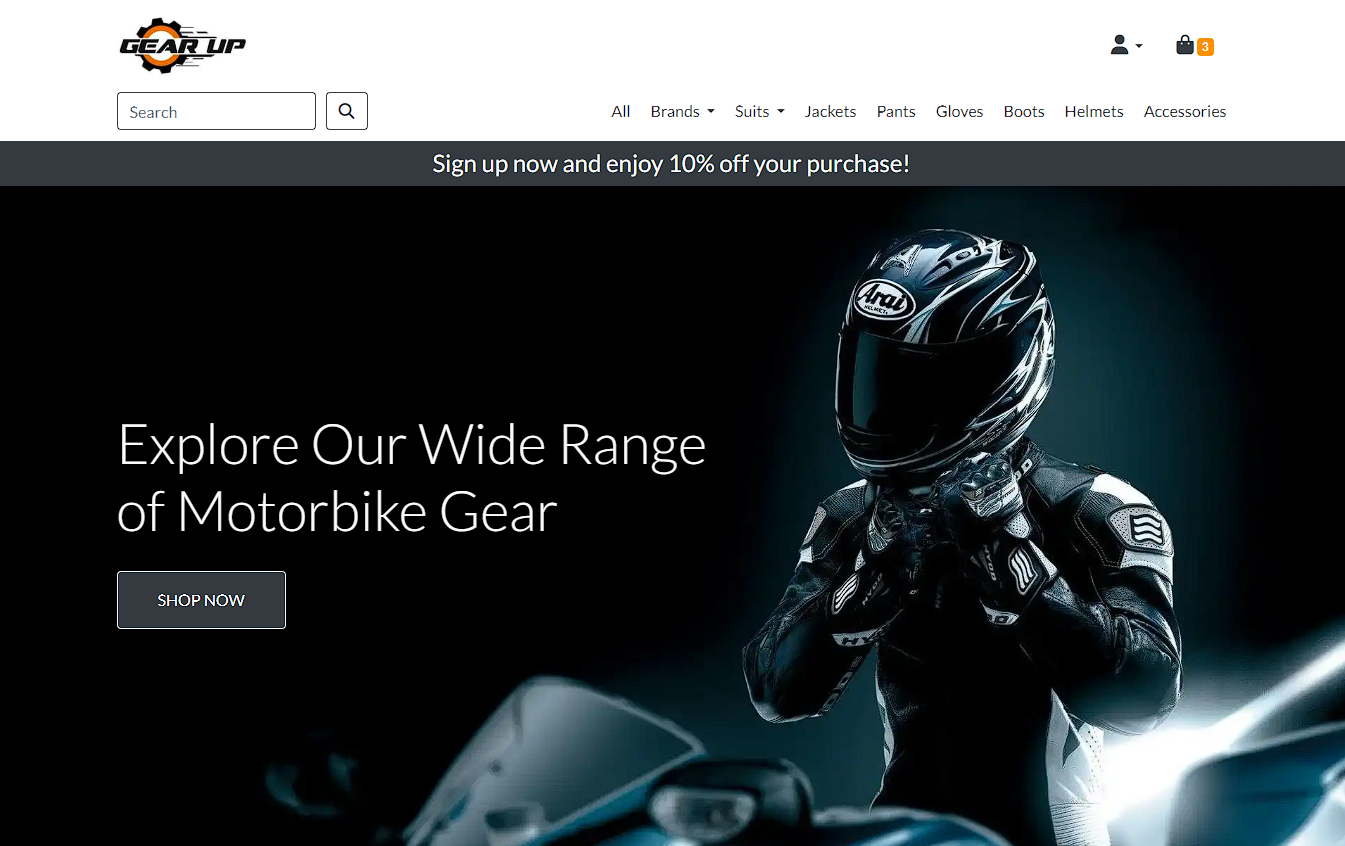 GEAR UP
3
Search
All Brands Suits Jackets Pants Gloves Boots Helmets Accessories
Sign up now and enjoy 10% off your purchase!
Arai
HELMET
Explore Our Wide Range
of Motorbike Gear
SHOP NOW